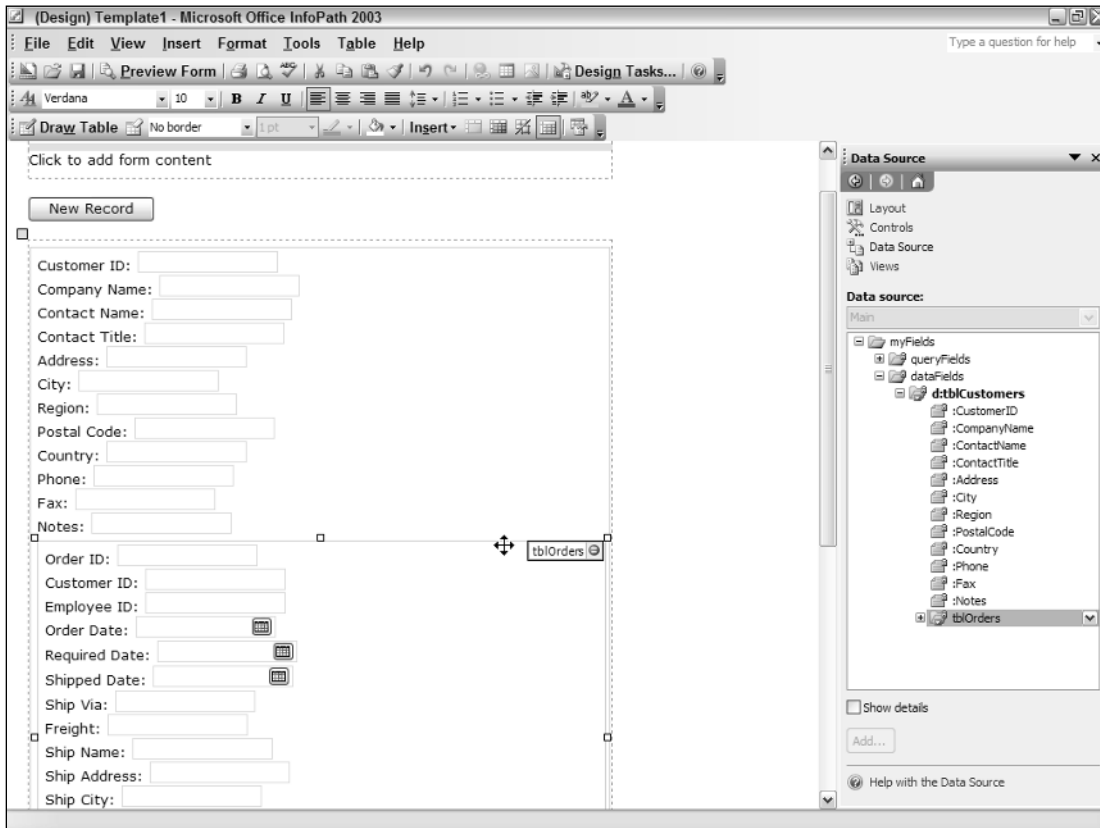 (Design) Template1 - Microsoft Office InfoPath 2003
File Edit View Insert Format Tools Table Help
Type a question for help
Preview Form ABC Design Tasks...
Verdana 10 B I U ab A
Draw Table No border 1 pt Insert
Click to add form content
New Record
Customer ID:
Company Name:
Contact Name:
Contact Title:
Address:
City:
Region:
Postal Code:
Country:
Phone:
Fax:
Notes:
tblOrders
Order ID:
Customer ID:
Employee ID:
Order Date:
Required Date:
Shipped Date:
Ship Via:
Freight:
Ship Name:
Ship Address:
Ship City:
Data Source
Layout
Controls
Data Source
Views
Data source:
Main
myFields
queryFields
dataFields
d:tblCustomers
:CustomerID
:CompanyName
:ContactName
:ContactTitle
:Address
:City
:Region
:PostalCode
:Country
:Phone
:Fax
:Notes
tblOrders
Show details
Add...
Help with the Data Source